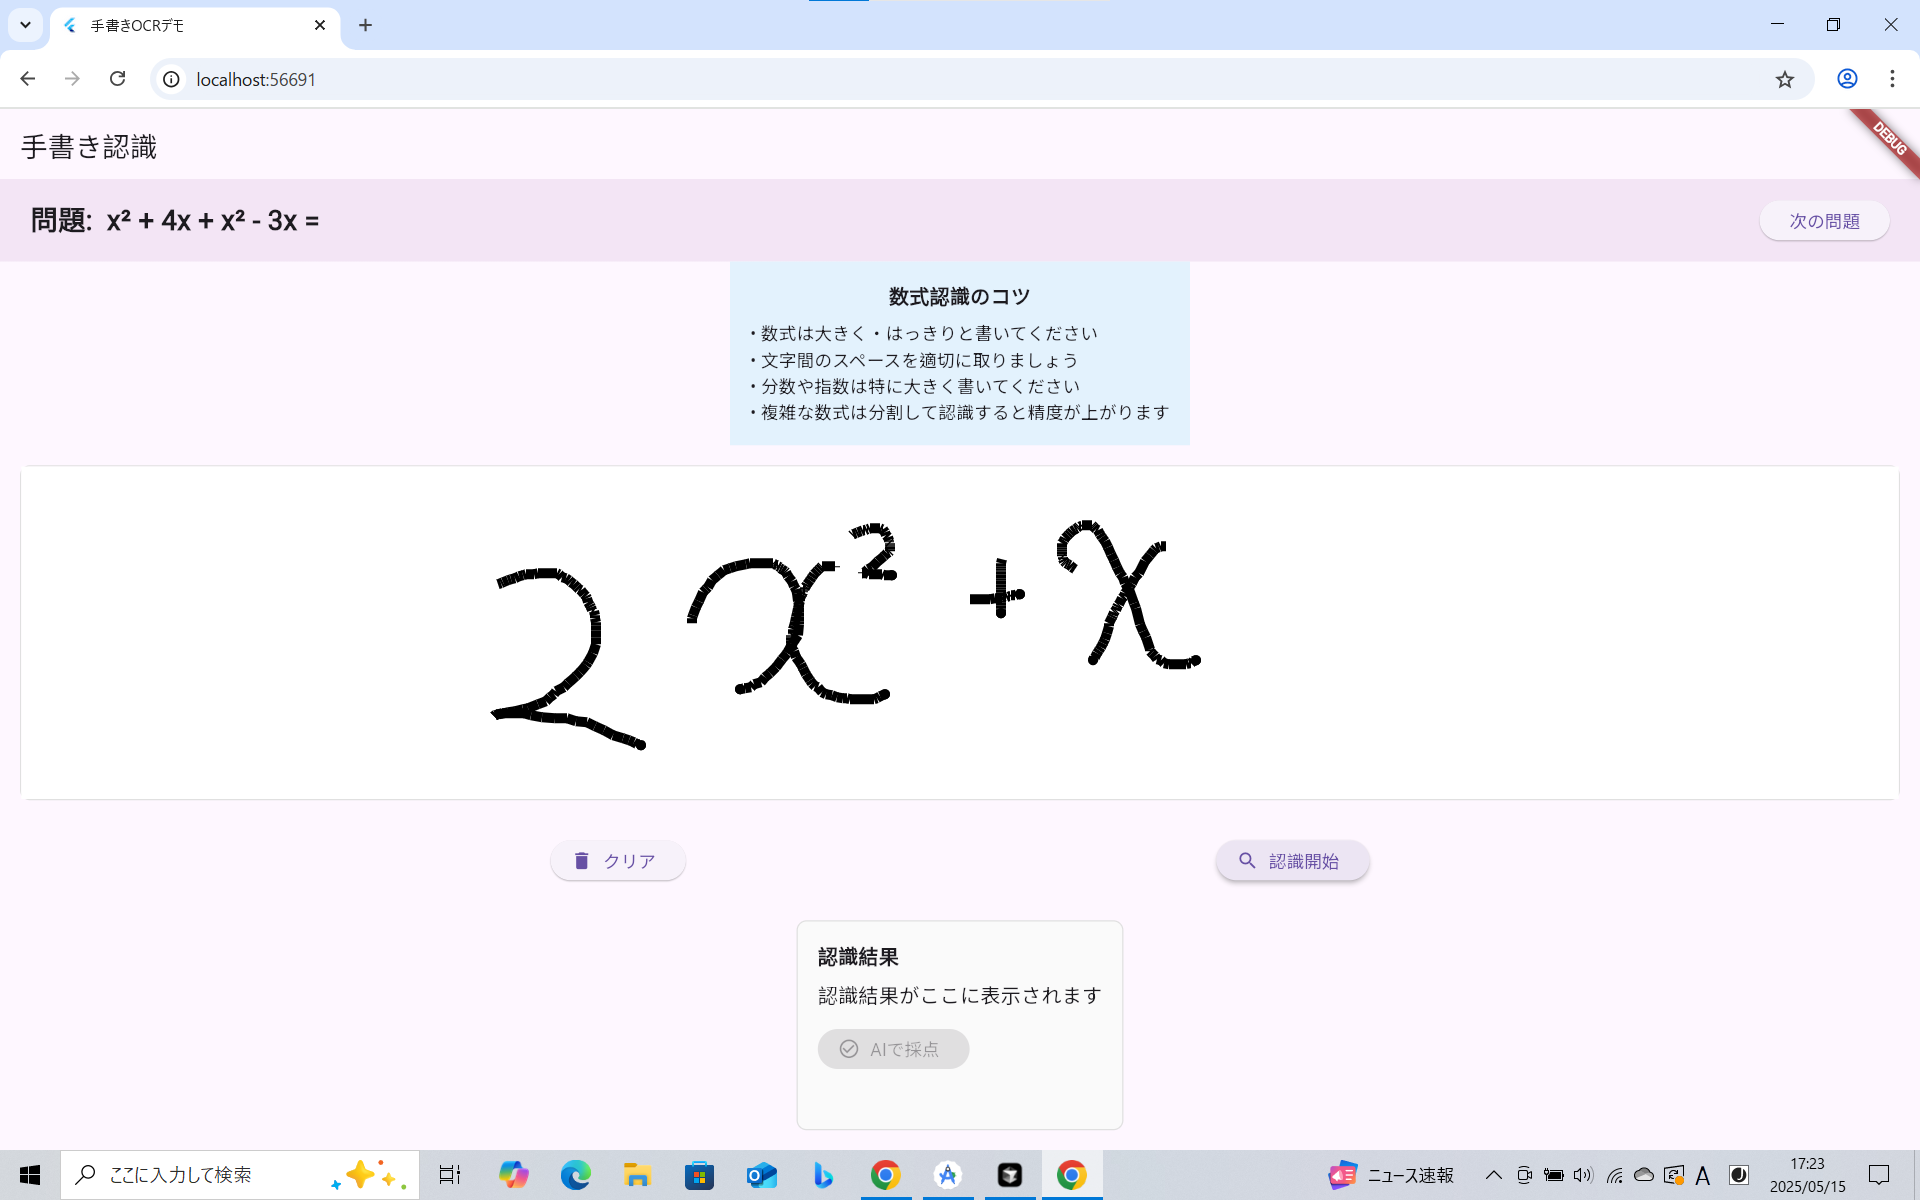 手書きOCRデモ
localhost:56691
DEBUG
手書き認識
問題: x² + 4x + x² - 3x =
次の問題
数式認識のコツ
・数式は大きく・はっきりと書いてください
・文字間のスペースを適切に取りましょう
・分数や指数は特に大きく書いてください
・複雑な数式は分割して認識すると精度が上がります
2x² + x
クリア
認識開始
認識結果
認識結果がここに表示されます
AIで採点
ここに入力して検索
ニュース速報
A
17:23
2025/05/15